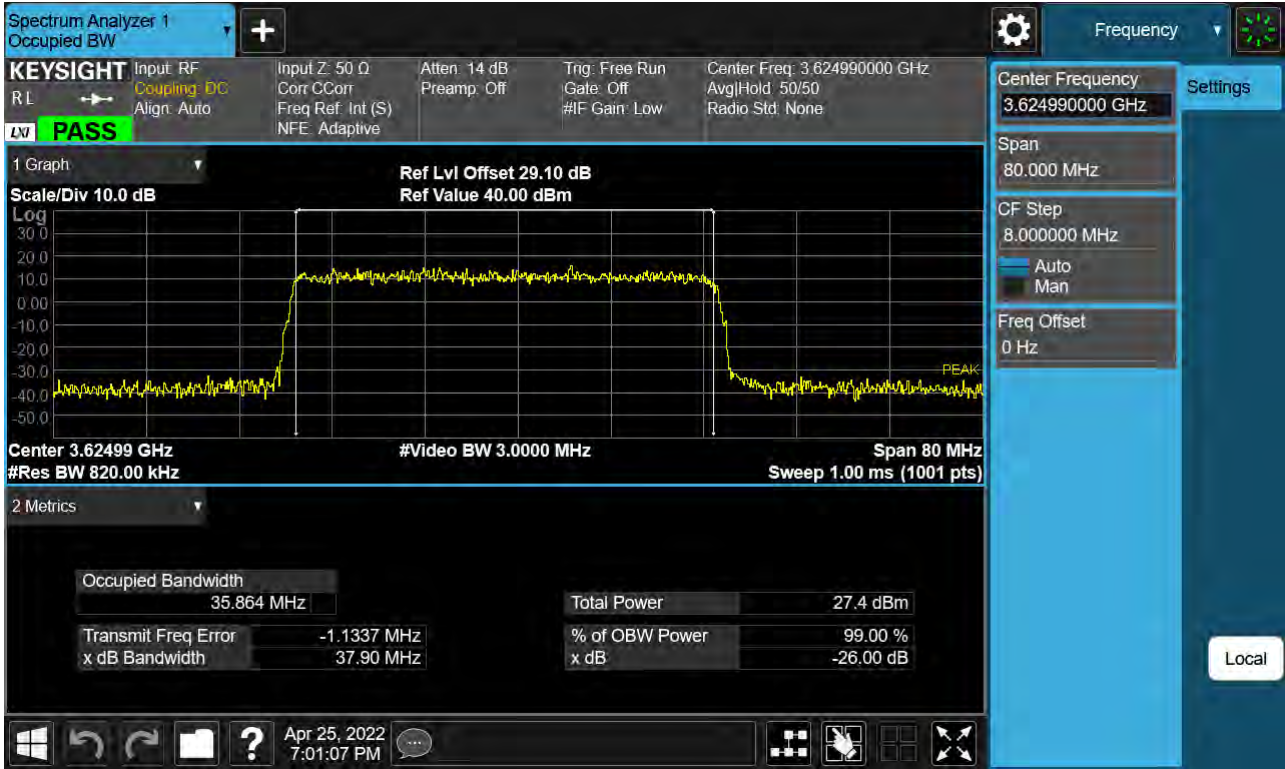 Spectrum Analyzer 1
Occupied BW
Frequency
KEYSIGHT
RL
LXI
PASS
Input: RF
Coupling: DC
Align: Auto
Input Z: 50 Ω
Corr CCorr
Freq Ref: Int (S)
NFE: Adaptive
Atten: 14 dB
Preamp: Off
Trig: Free Run
Gate: Off
#IF Gain: Low
Center Freq: 3.624990000 GHz
Avg|Hold: 50/50
Radio Std: None
1 Graph
Scale/Div 10.0 dB
Ref Lvl Offset 29.10 dB
Ref Value 40.00 dBm
Log
30.0
20.0
10.0
0.00
-10.0
-20.0
-30.0
-40.0
-50.0
PEAK
Center 3.62499 GHz
#Video BW 3.0000 MHz
Span 80 MHz
#Res BW 820.00 kHz
Sweep 1.00 ms (1001 pts)
2 Metrics
Occupied Bandwidth
35.864 MHz
Total Power 27.4 dBm
Transmit Freq Error -1.1337 MHz
% of OBW Power 99.00 %
x dB Bandwidth 37.90 MHz
x dB -26.00 dB
Center Frequency
3.624990000 GHz
Settings
Span
80.000 MHz
CF Step
8.000000 MHz
Auto
Man
Freq Offset
0 Hz
Local
?
Apr 25, 2022
7:01:07 PM